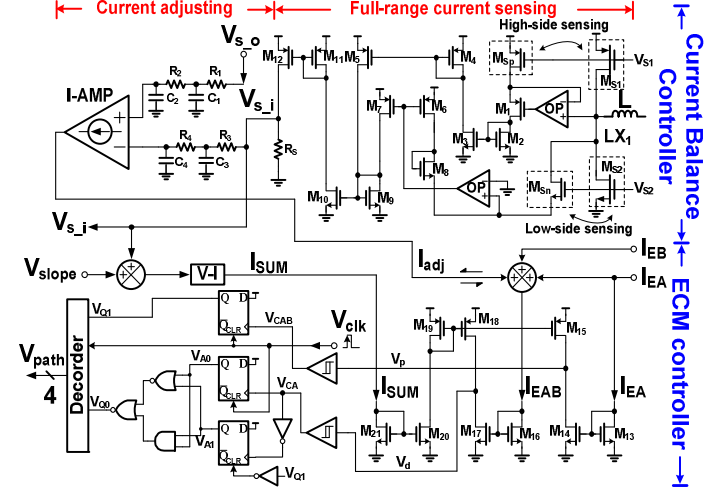 Current adjusting
Full-range current sensing
High-side sensing
Vs_o
M12
M11
M5
M4
MSp
MS1
VS1
R2
R1
I-AMP
C2
C1
Vs_i
M7
M6
M1
OP
L
LX1
R4
R3
RS
M3
M2
C4
C3
M8
MS2
M10
M9
OP
MSn
VS2
Low-side sensing
Vs_i
Iadj
IEB
Vslope
V-I
ISUM
IEA
VQ1
Q
D
CLR
VCAB
Vclk
M19
M18
M15
Vpath
4
Decorder
VA0
Q
D
CLR
VCA
Vp
ISUM
IEAB
IEA
VQ0
VA1
Q
D
CLR
M21
M20
M17
M16
M14
M13
VQ1
Vd
Current Balance
Controller
ECM controller